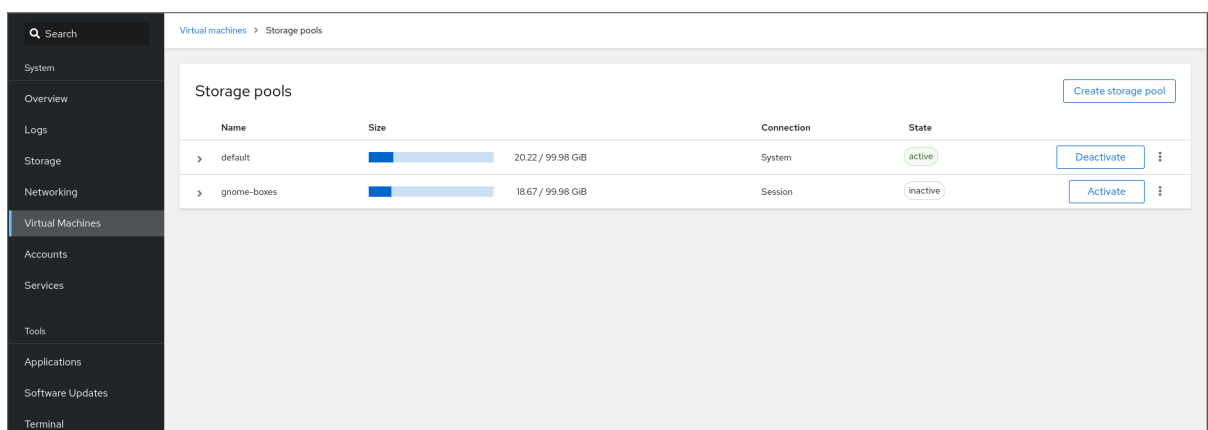 Search
System
Overview
Logs
Storage
Networking
Virtual Machines
Accounts
Services
Tools
Applications
Software Updates
Terminal
Virtual machines > Storage pools
Storage pools
Create storage pool
Name Size Connection State
default 20.22 / 99.98 GiB System active Deactivate
gnome-boxes 18.67 / 99.98 GiB Session inactive Activate